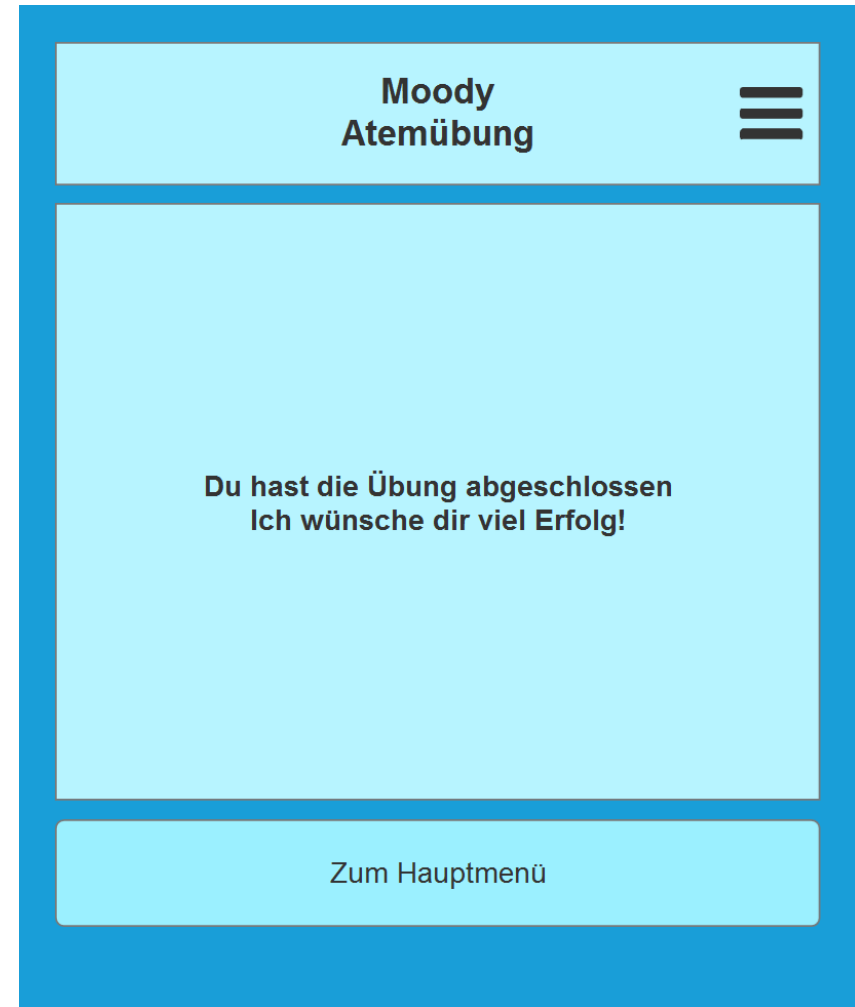 Moody
Atemübung
Du hast die Übung abgeschlossen
Ich wünsche dir viel Erfolg!
Zum Hauptmenü